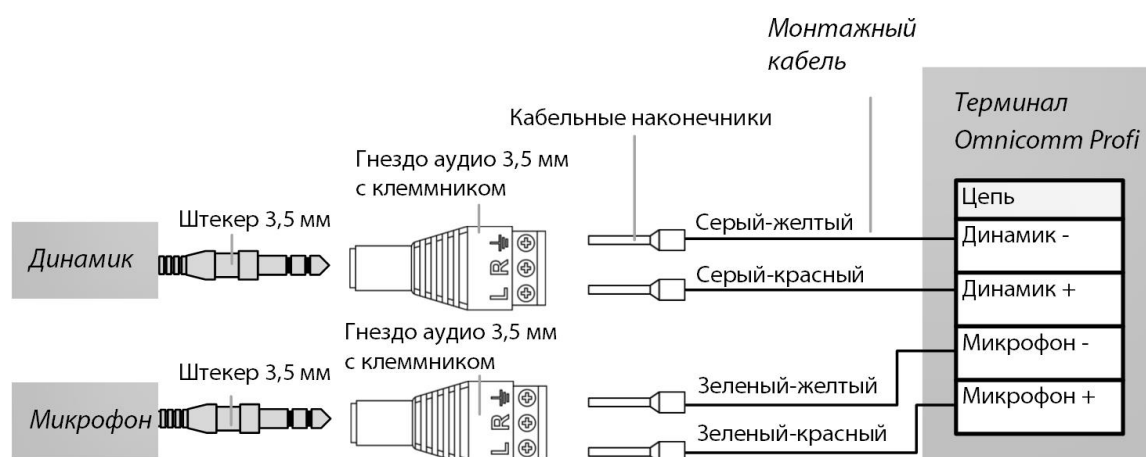 Монтажный
кабель
Терминал
Omnicomm Profi
Кабельные наконечники
Гнездо аудио 3,5 мм
с клеммником
Штекер 3,5 мм
Динамик
L R
Серый-желтый
Серый-красный
Цепь
Динамик -
Динамик +
Микрофон -
Микрофон +
Гнездо аудио 3,5 мм
с клеммником
Штекер 3,5 мм
Микрофон
L R
Зеленый-желтый
Зеленый-красный